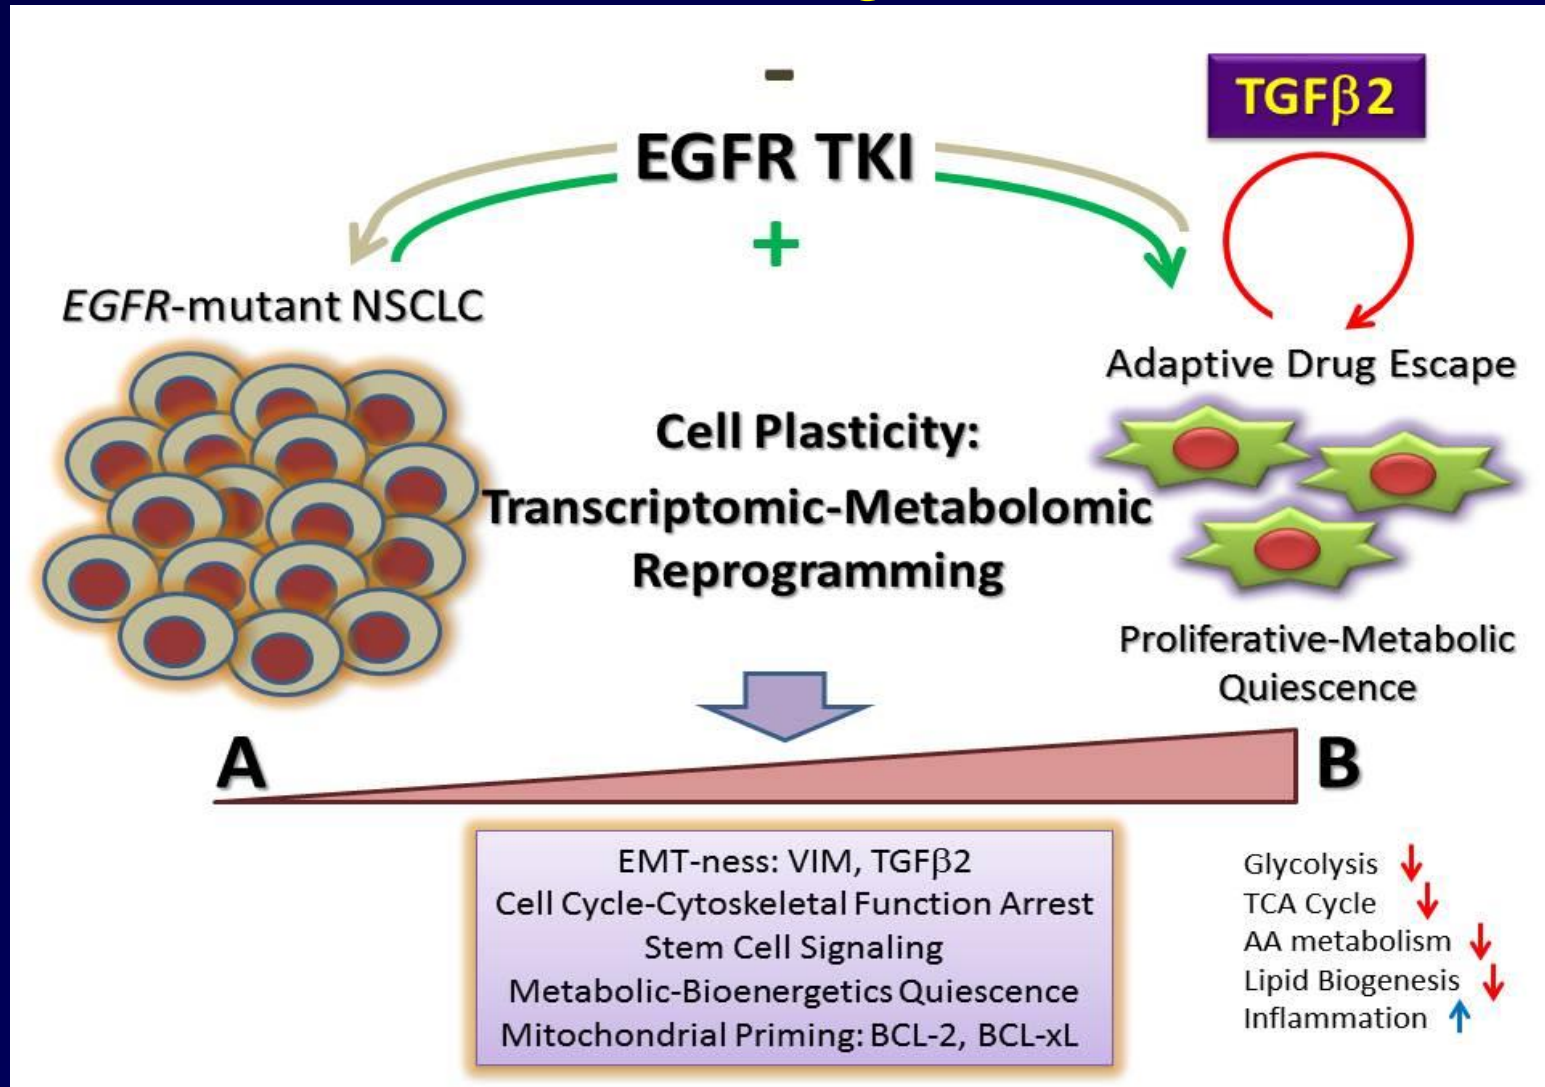 -
TGFβ2
EGFR TKI
+
EGFR-mutant NSCLC
Adaptive Drug Escape
Cell Plasticity:
Transcriptomic-Metabolomic
Reprogramming
Proliferative-Metabolic
Quiescence
A
B
EMT-ness: VIM, TGFβ2
Cell Cycle-Cytoskeletal Function Arrest
Stem Cell Signaling
Metabolic-Bioenergetics Quiescence
Mitochondrial Priming: BCL-2, BCL-xL
Glycolysis ↓
TCA Cycle ↓
AA metabolism ↓
Lipid Biogenesis ↓
Inflammation ↑